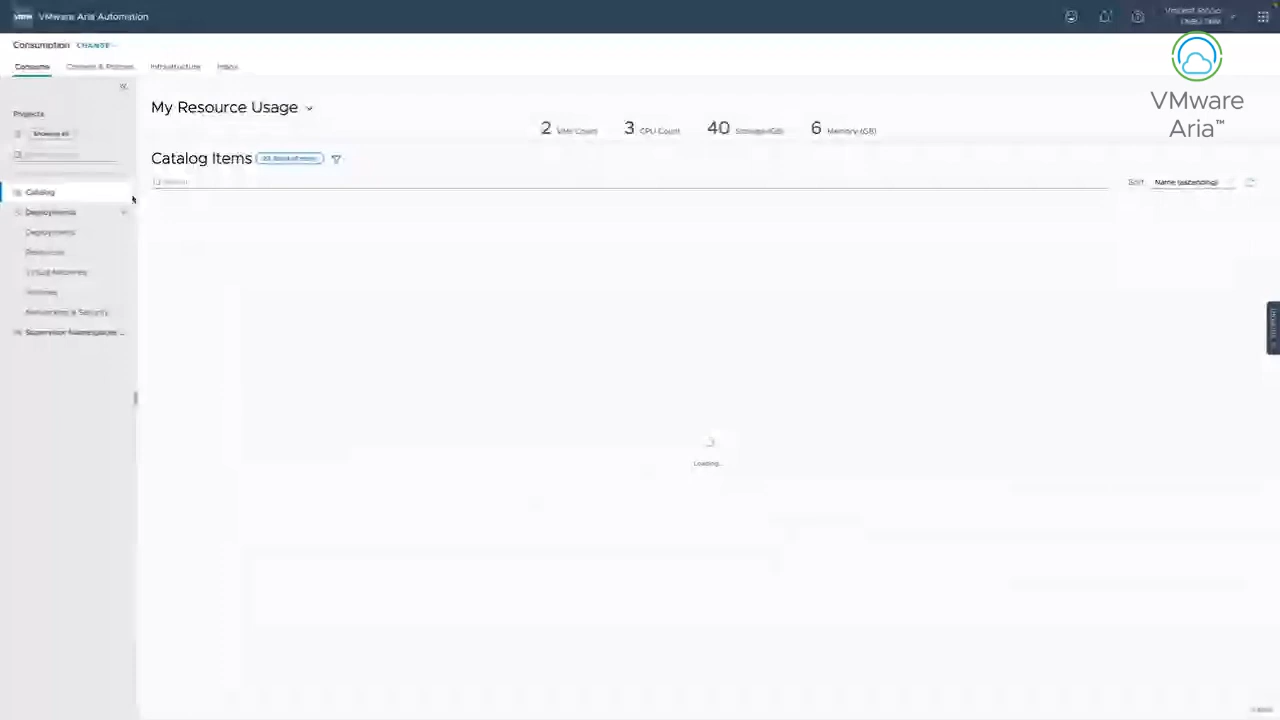 VMware Aria Automation
Consumption CHANGE
Consume Content & Policies Infrastructure Inbox
VMware
Aria™
My Resource Usage
Projects
2 VM Count 3 CPU Count 40 Storage (GB) 6 Memory (GB)
Catalog Items
Sort: Name (ascending)
Catalog
Deployments
Deployments
Resources
Virtual Machines
Volumes
Networking & Security
Supervisor Namespaces
Loading...